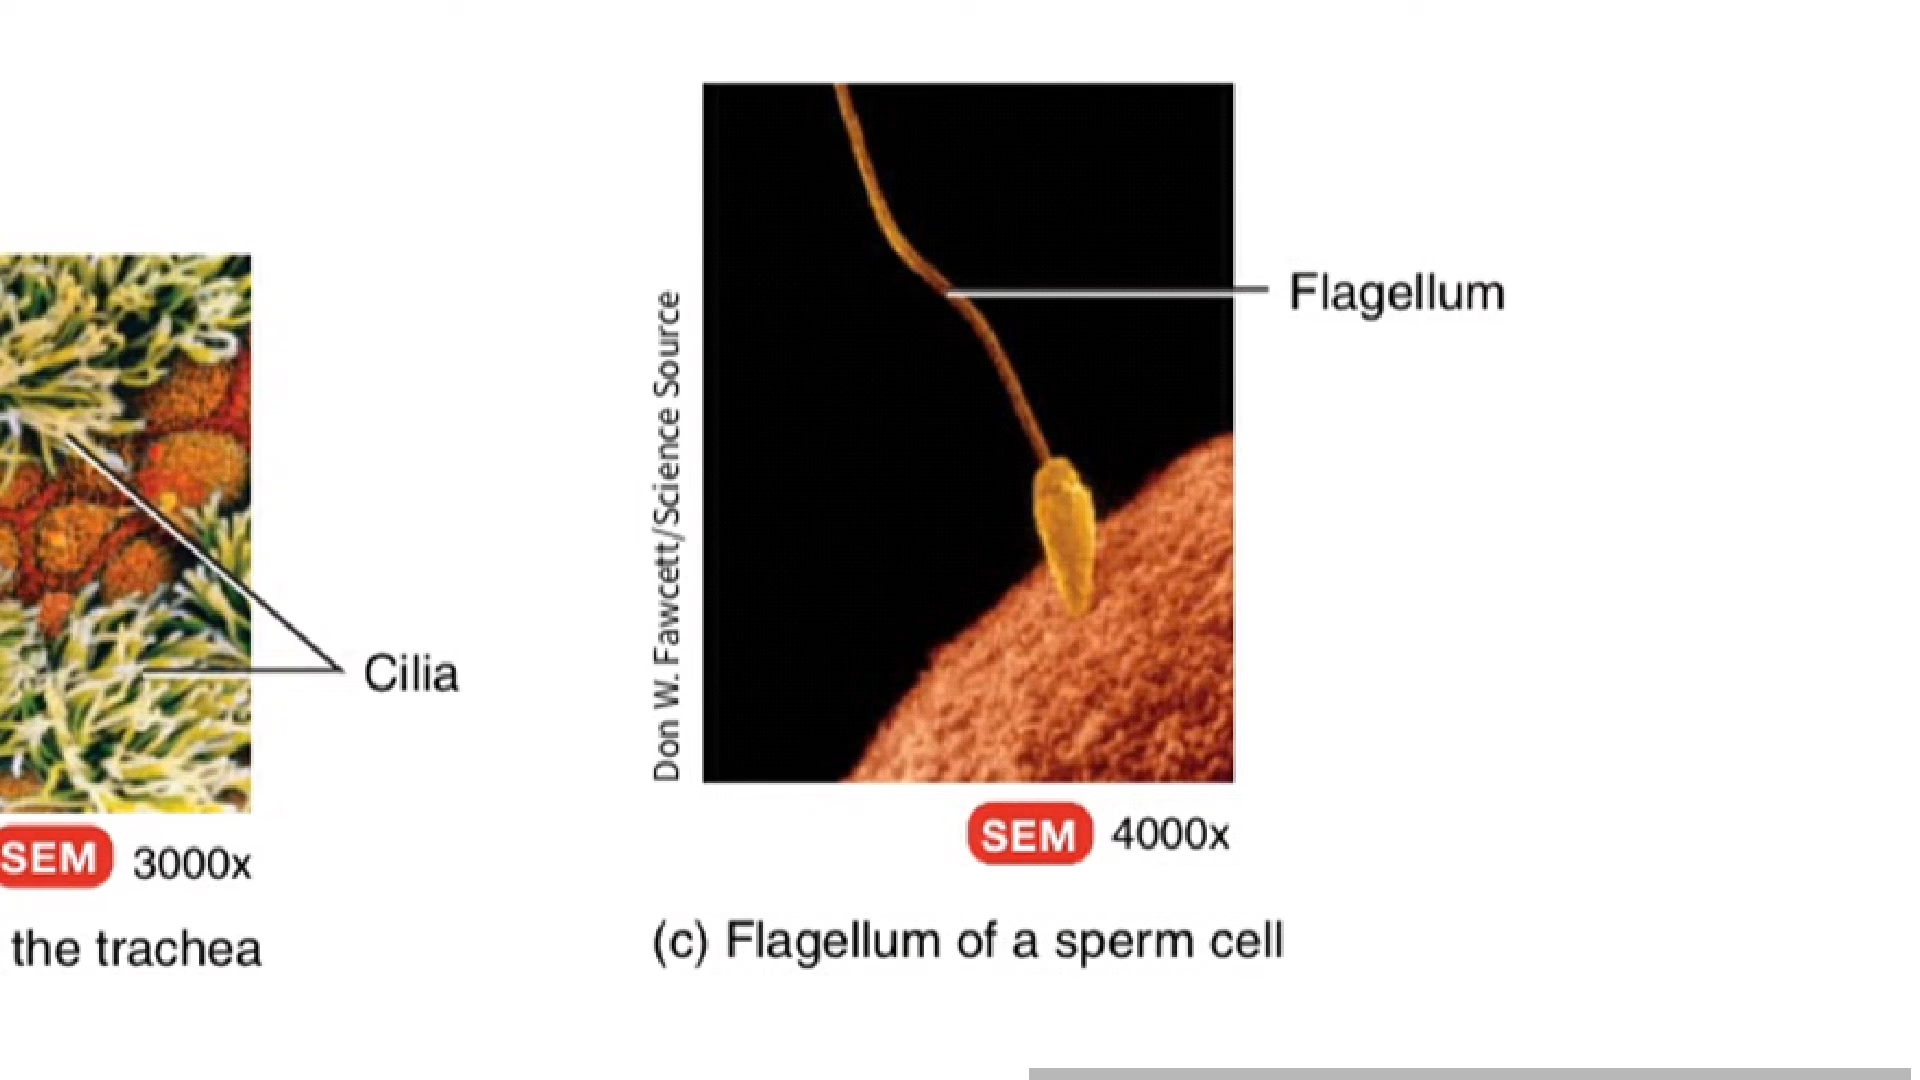 Cilia
SEM 3000x
the trachea
Don W. Fawcett/Science Source
Flagellum
SEM 4000x
(c) Flagellum of a sperm cell